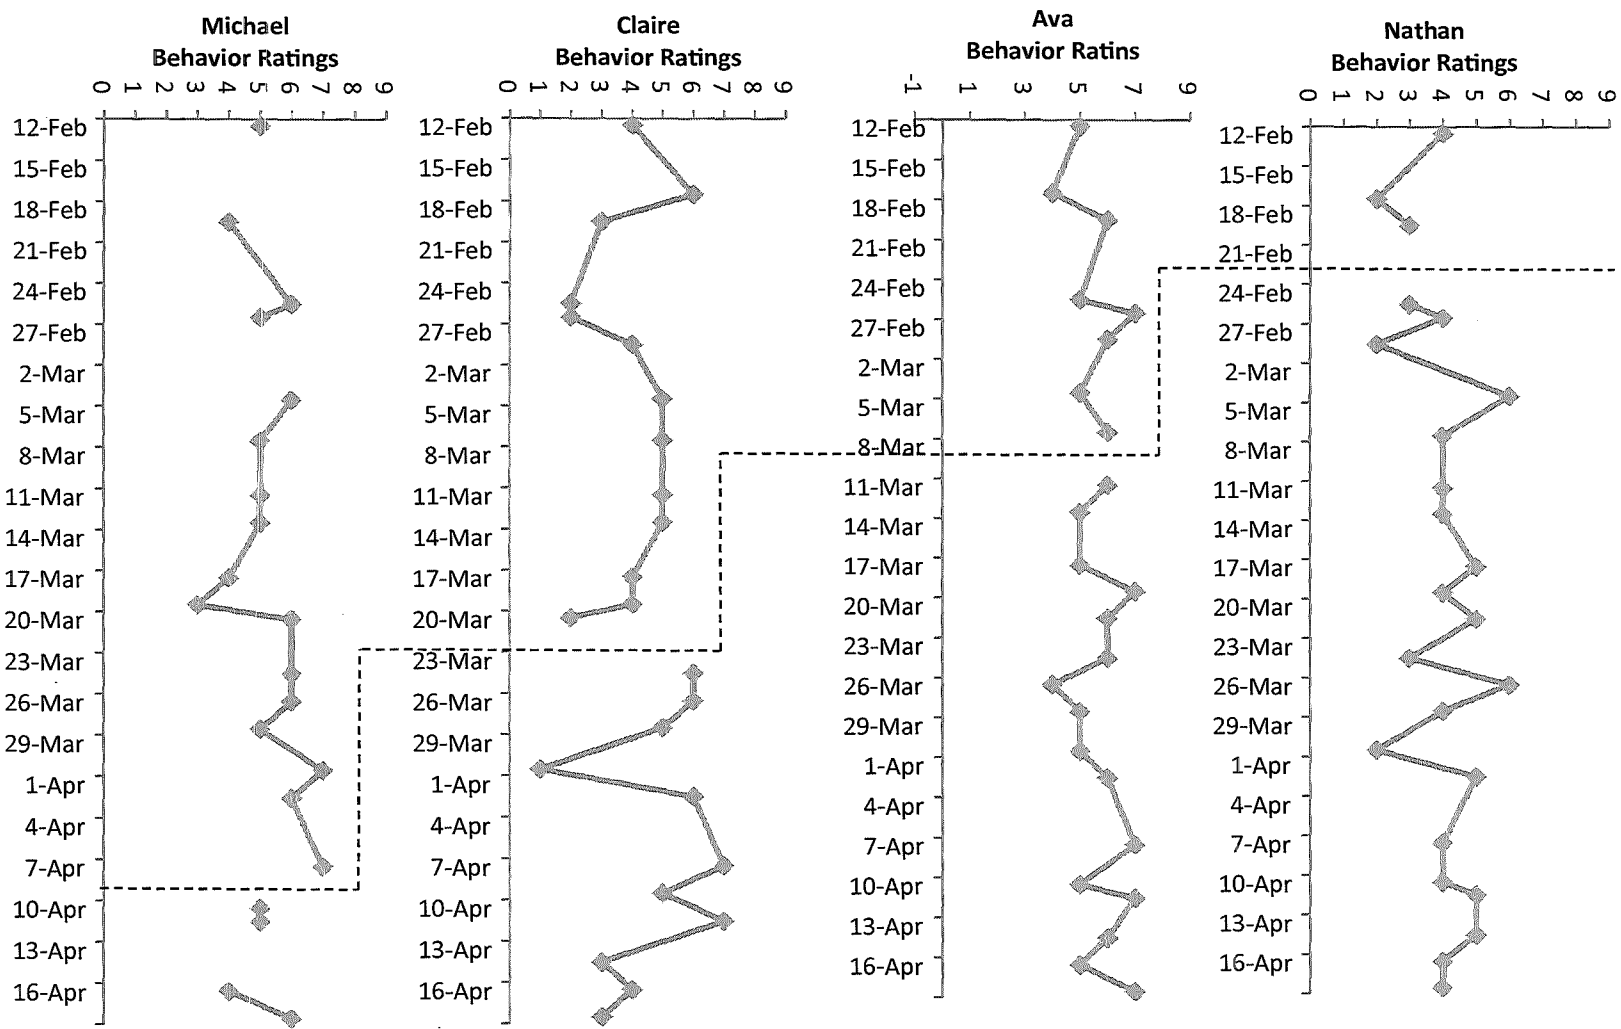 Michael
Behavior Ratings
0 1 2 3 4 5 6 7 8 9
12-Feb
15-Feb
18-Feb
21-Feb
24-Feb
27-Feb
2-Mar
5-Mar
8-Mar
11-Mar
14-Mar
17-Mar
20-Mar
23-Mar
26-Mar
29-Mar
1-Apr
4-Apr
7-Apr
10-Apr
13-Apr
16-Apr
Claire
Behavior Ratings
0 1 2 3 4 5 6 7 8 9
12-Feb
15-Feb
18-Feb
21-Feb
24-Feb
27-Feb
2-Mar
5-Mar
8-Mar
11-Mar
14-Mar
17-Mar
20-Mar
23-Mar
26-Mar
29-Mar
1-Apr
4-Apr
7-Apr
10-Apr
13-Apr
16-Apr
Ava
Behavior Ratins
-1 1 3 5 7 9
12-Feb
15-Feb
18-Feb
21-Feb
24-Feb
27-Feb
2-Mar
5-Mar
8-Mar
11-Mar
14-Mar
17-Mar
20-Mar
23-Mar
26-Mar
29-Mar
1-Apr
4-Apr
7-Apr
10-Apr
13-Apr
16-Apr
Nathan
Behavior Ratings
0 1 2 3 4 5 6 7 8 9
12-Feb
15-Feb
18-Feb
21-Feb
24-Feb
27-Feb
2-Mar
5-Mar
8-Mar
11-Mar
14-Mar
17-Mar
20-Mar
23-Mar
26-Mar
29-Mar
1-Apr
4-Apr
7-Apr
10-Apr
13-Apr
16-Apr